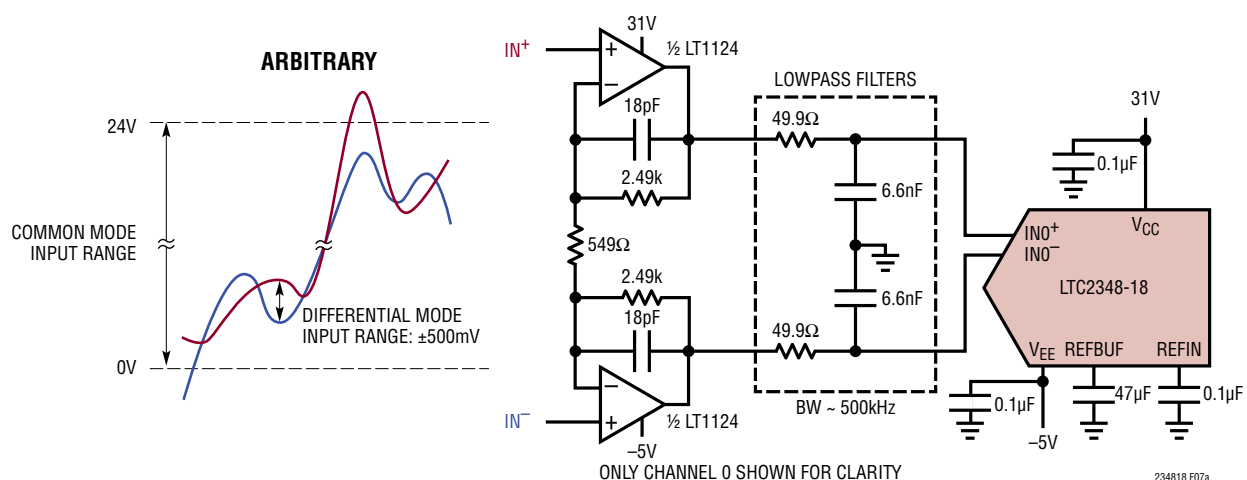 ARBITRARY
24V
COMMON MODE
INPUT RANGE
0V
DIFFERENTIAL MODE
INPUT RANGE: ±500mV
IN+
31V
½ LT1124
+
–
18pF
2.49k
549Ω
2.49k
18pF
–
+
IN–
½ LT1124
–5V
LOWPASS FILTERS
49.9Ω
6.6nF
6.6nF
49.9Ω
BW ~ 500kHz
31V
0.1µF
VCC
IN0+
IN0–
LTC2348-18
VEE REFBUF REFIN
0.1µF
47µF
0.1µF
–5V
ONLY CHANNEL 0 SHOWN FOR CLARITY
234818 F07a